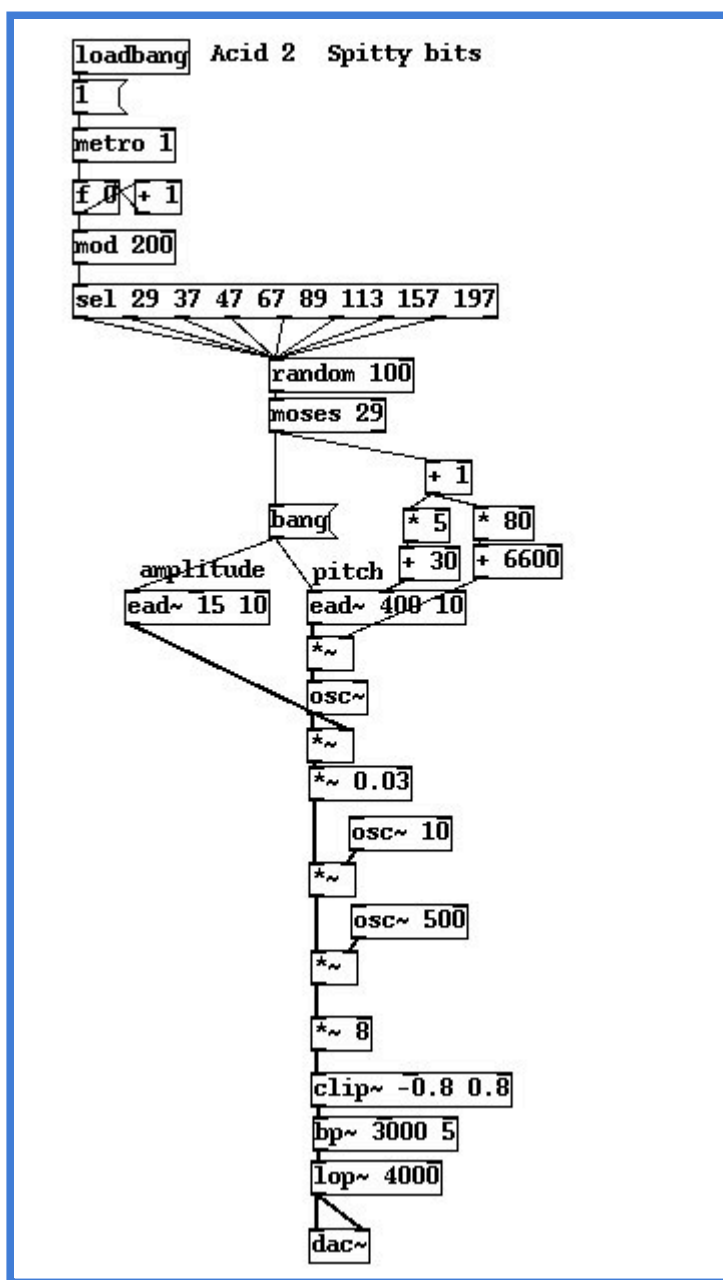 loadbang Acid 2 Spitty bits
1
metro 1
f 0 + 1
mod 200
sel 29 37 47 67 89 113 157 197
random 100
moses 29
+ 1
bang * 5 * 80
amplitude pitch + 30 + 6600
ead~ 15 10 ead~ 400 10
*~
osc~
*~
*~ 0.03
osc~ 10
*~
osc~ 500
*~
*~ 8
clip~ -0.8 0.8
bp~ 3000 5
lop~ 4000
dac~